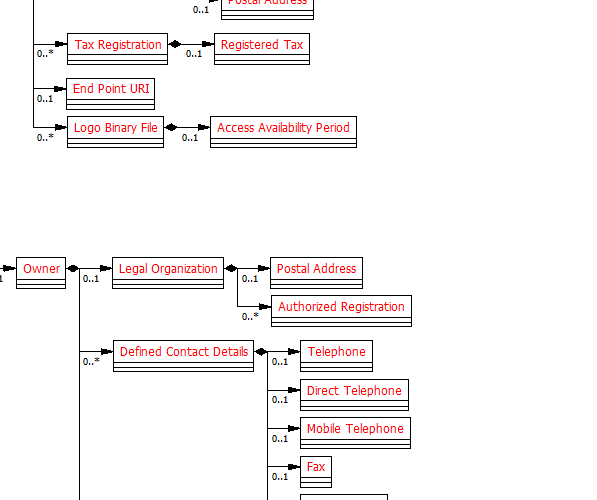 Postal Address
0..1
Tax Registration
Registered Tax
0..*
0..1
End Point URI
0..1
Logo Binary File
Access Availability Period
0..*
0..1
Owner
Legal Organization
Postal Address
1
0..1
0..1
Authorized Registration
0..*
Defined Contact Details
Telephone
0..*
0..1
Direct Telephone
0..1
Mobile Telephone
0..1
Fax
0..1